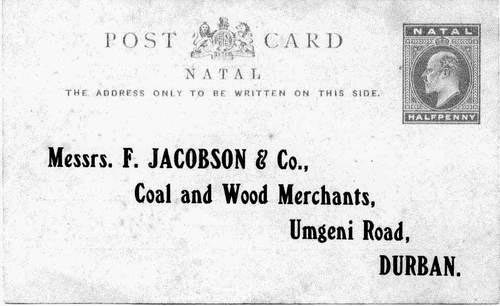 POST CARD
NATAL
THE ADDRESS ONLY TO BE WRITTEN ON THIS SIDE.
NATAL
HALFPENNY
Messrs. F. JACOBSON & Co.,
Coal and Wood Merchants,
Umgeni Road,
DURBAN.